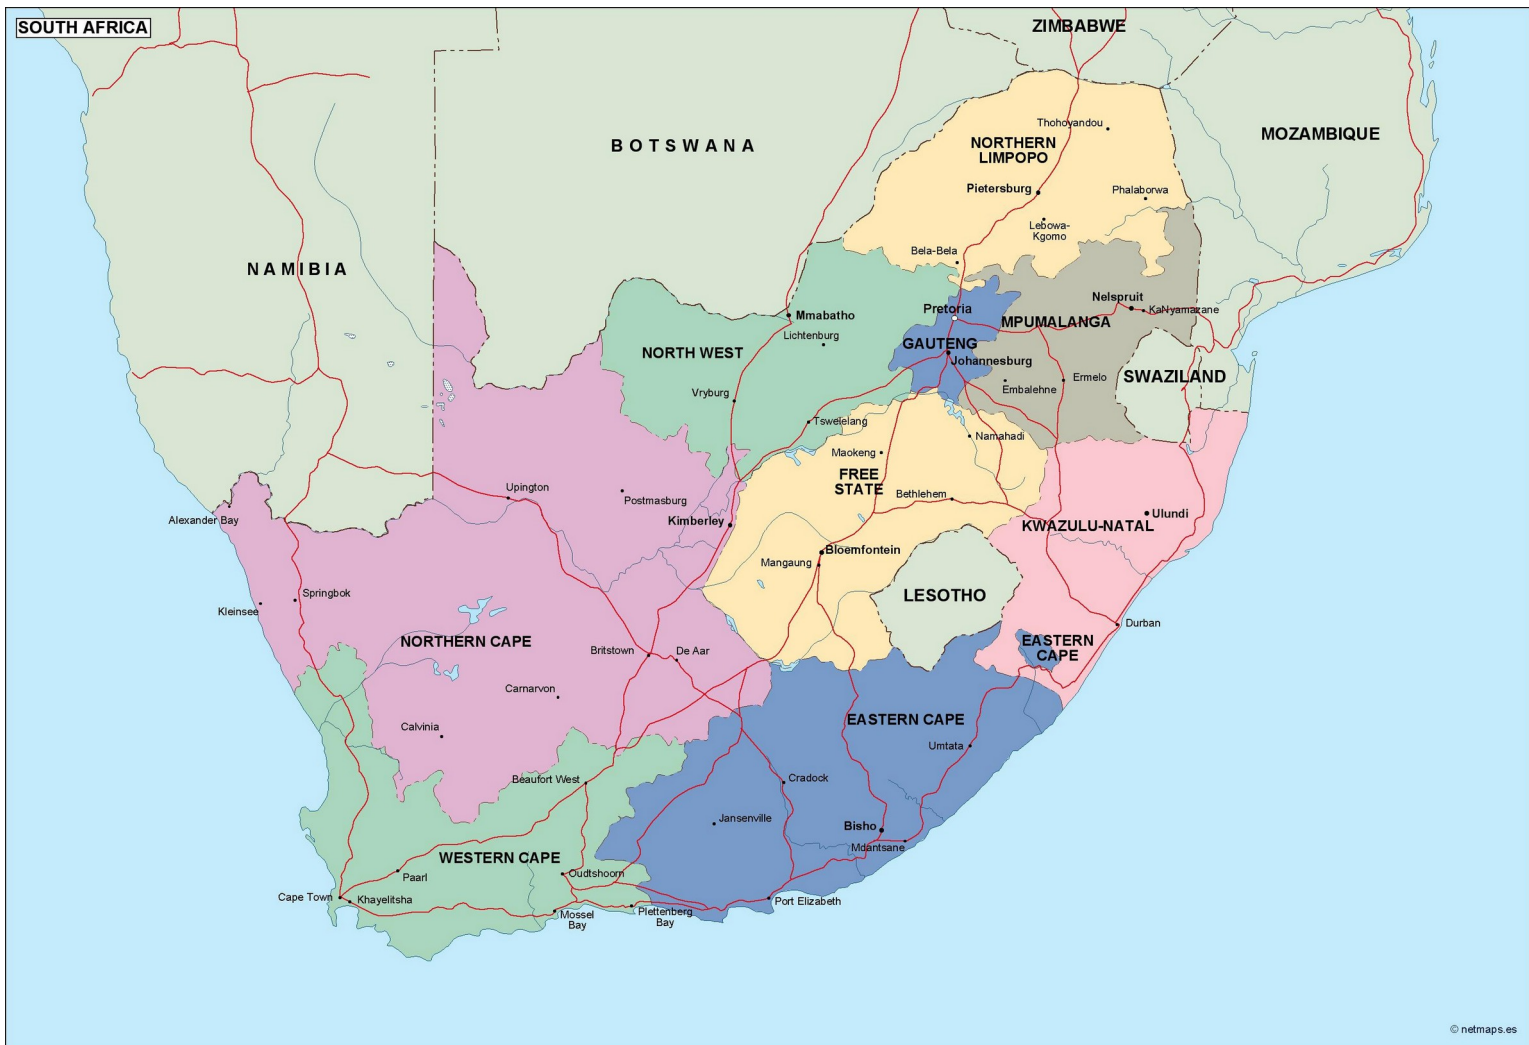 SOUTH AFRICA
ZIMBABWE
MOZAMBIQUE
BOTSWANA
NAMIBIA
Thohoyandou
NORTHERN
LIMPOPO
Pietersburg
Phalaborwa
Lebowa-
Kgomo
Bela-Bela
Nelspruit
KaNyamazane
Pretoria
MPUMALANGA
Mmabatho
Lichtenburg
GAUTENG
Johannesburg
NORTH WEST
SWAZILAND
Ermelo
Embalehne
Vryburg
Tswelelang
Namahadi
Maokeng
FREE
STATE
Bethlehem
Upington
Postmasburg
Kimberley
Ulundi
KWAZULU-NATAL
Alexander Bay
Bloemfontein
Mangaung
LESOTHO
Springbok
Kleinsee
Durban
NORTHERN CAPE
EASTERN
CAPE
Britstown
De Aar
Carnarvon
Calvinia
EASTERN CAPE
Umtata
Beaufort West
Cradock
Jansenville
Bisho
Mdantsane
WESTERN CAPE
Oudtshoorn
Paarl
Cape Town
Khayelitsha
Port Elizabeth
Mossel
Bay
Plettenberg
Bay
© netmaps.es